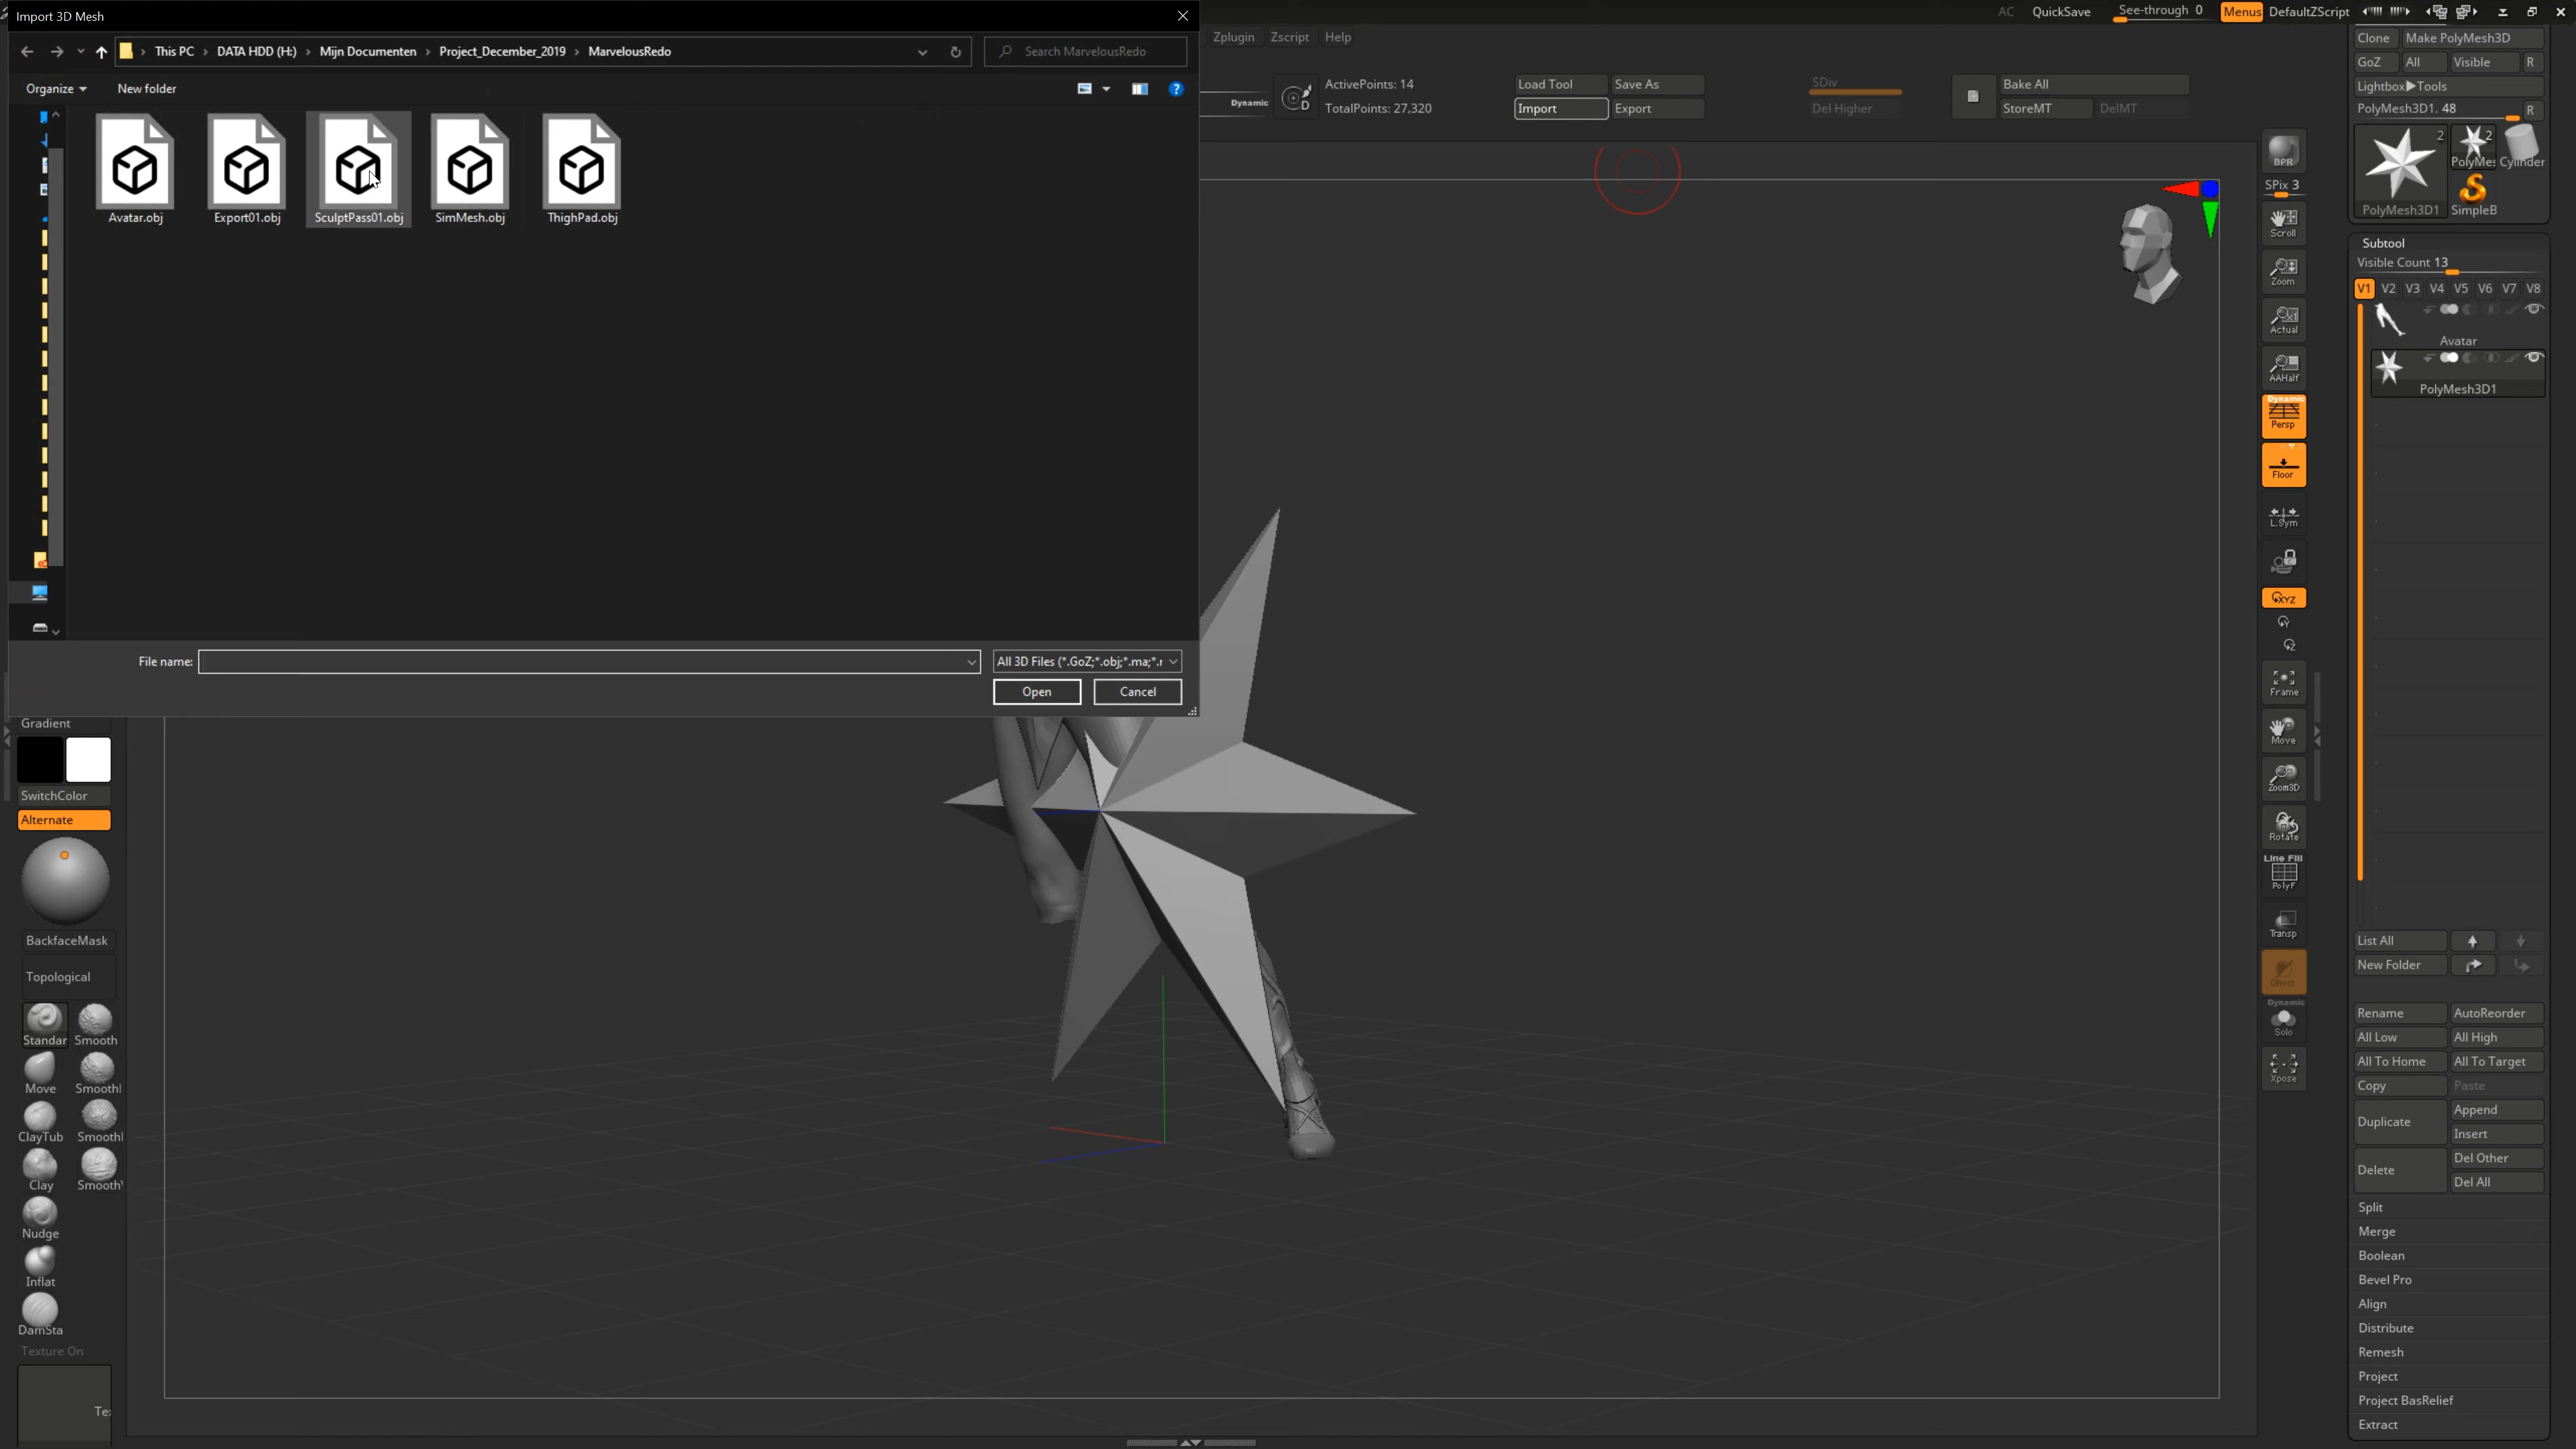 Import 3D Mesh
AC QuickSave See-through 0 Menus DefaultZScript
This PC DATA HDD (H:) Mijn Documenten Project_December_2019 MarvelousRedo
Search MarvelousRedo
Zplugin Zscript Help
Clone Make PolyMesh3D
GoZ All Visible R
Organize New folder
ActivePoints: 14
TotalPoints: 27,320
Dynamic
D
Load Tool Save As
Import Export
SDiv
Del Higher
Bake All
StoreMT DelMT
Lightbox▶Tools
PolyMesh3D1. 48 R
2 2
PolyMes Cylinder
PolyMesh3D1 SimpleB
Avatar.obj Export01.obj SculptPass01.obj SimMesh.obj ThighPad.obj
File name:
All 3D Files (*.GoZ;*.obj;*.ma;*.r
Open Cancel
BPR
SPix 3
Scroll
Zoom
Actual
AAHalf
Dynamic
Persp
Floor
L.Sym
XYZ
Y
Z
Frame
Move
Zoom3D
Rotate
Line Fill
PolyF
Transp
Ghost
Dynamic
Solo
Xpose
Subtool
Visible Count 13
V1 V2 V3 V4 V5 V6 V7 V8
Avatar
PolyMesh3D1
List All
New Folder
Rename AutoReorder
All Low All High
All To Home All To Target
Copy Paste
Duplicate Append
Insert
Delete Del Other
Del All
Split
Merge
Boolean
Bevel Pro
Align
Distribute
Remesh
Project
Project BasRelief
Extract
Gradient
SwitchColor
Alternate
BackfaceMask
Topological
Standar Smooth
Move Smooth
ClayTub Smooth
Clay Smooth
Nudge
Inflat
DamSta
Texture On
Te